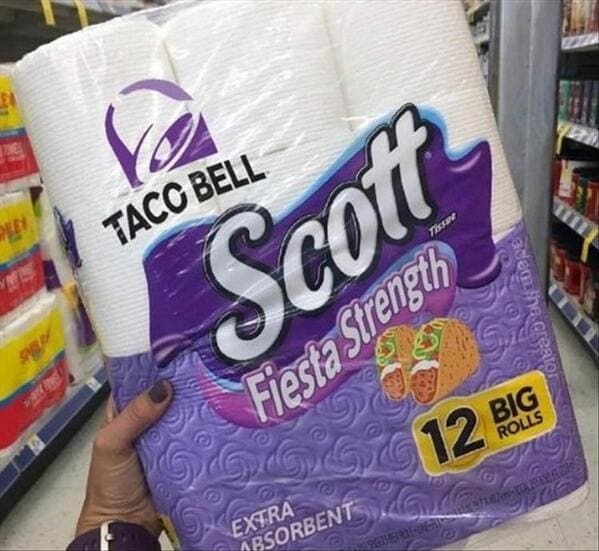 TACO BELL
Scott
Tissue
Fiesta Strength
12 BIG
ROLLS
EXTRA
ABSORBENT